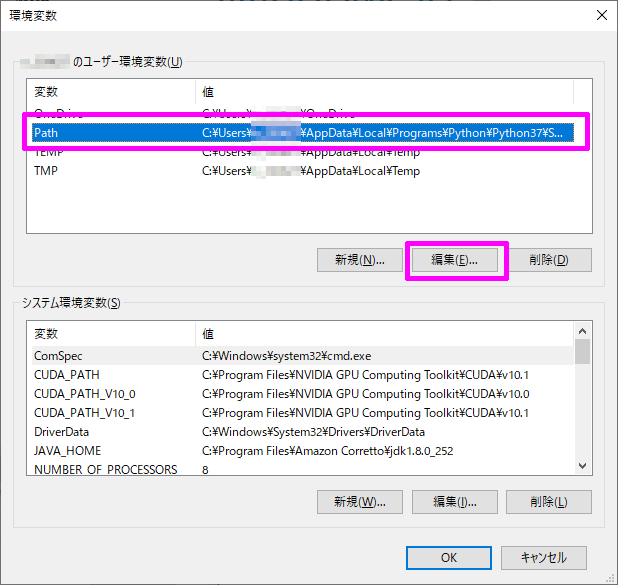 環境変数
のユーザー環境変数(U)
変数 値
OneDrive C:¥Users¥ ¥OneDrive
Path C:¥Users¥ ¥AppData¥Local¥Programs¥Python¥Python37¥S...
TEMP C:¥Users¥ ¥AppData¥Local¥Temp
TMP C:¥Users¥ ¥AppData¥Local¥Temp
新規(N)... 編集(E)... 削除(D)
システム環境変数(S)
変数 値
ComSpec C:¥Windows¥system32¥cmd.exe
CUDA_PATH C:¥Program Files¥NVIDIA GPU Computing Toolkit¥CUDA¥v10.1
CUDA_PATH_V10_0 C:¥Program Files¥NVIDIA GPU Computing Toolkit¥CUDA¥v10.0
CUDA_PATH_V10_1 C:¥Program Files¥NVIDIA GPU Computing Toolkit¥CUDA¥v10.1
DriverData C:¥Windows¥System32¥Drivers¥DriverData
JAVA_HOME C:¥Program Files¥Amazon Corretto¥jdk1.8.0_252
NUMBER_OF_PROCESSORS 8
新規(W)... 編集(I)... 削除(L)
OK キャンセル